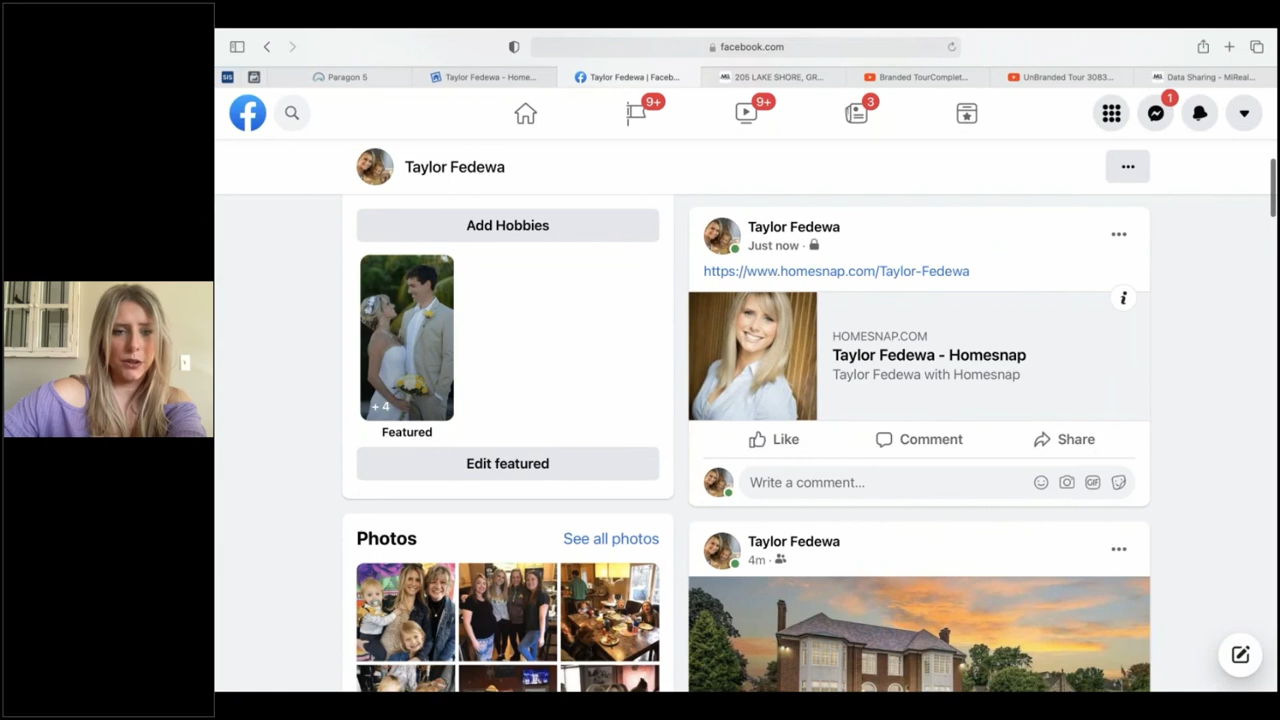 facebook.com
SIS
Paragon 5
Taylor Fedewa - Home...
Taylor Fedewa | Faceb...
205 LAKE SHORE, GR...
Branded TourComplet...
UnBranded Tour 3083...
Data Sharing - MiReal...
9+
9+
3
1
Taylor Fedewa
Add Hobbies
+ 4
Featured
Edit featured
Photos
See all photos
Taylor Fedewa
Just now ·
https://www.homesnap.com/Taylor-Fedewa
HOMESNAP.COM
Taylor Fedewa - Homesnap
Taylor Fedewa with Homesnap
Like
Comment
Share
Write a comment...
GIF
Taylor Fedewa
4m ·